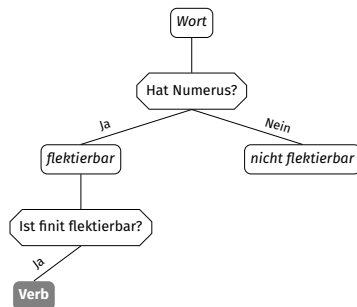 Wort
Hat Numerus?
Ja
Nein
flektierbar
nicht flektierbar
Ist finit flektierbar?
Ja
Verb